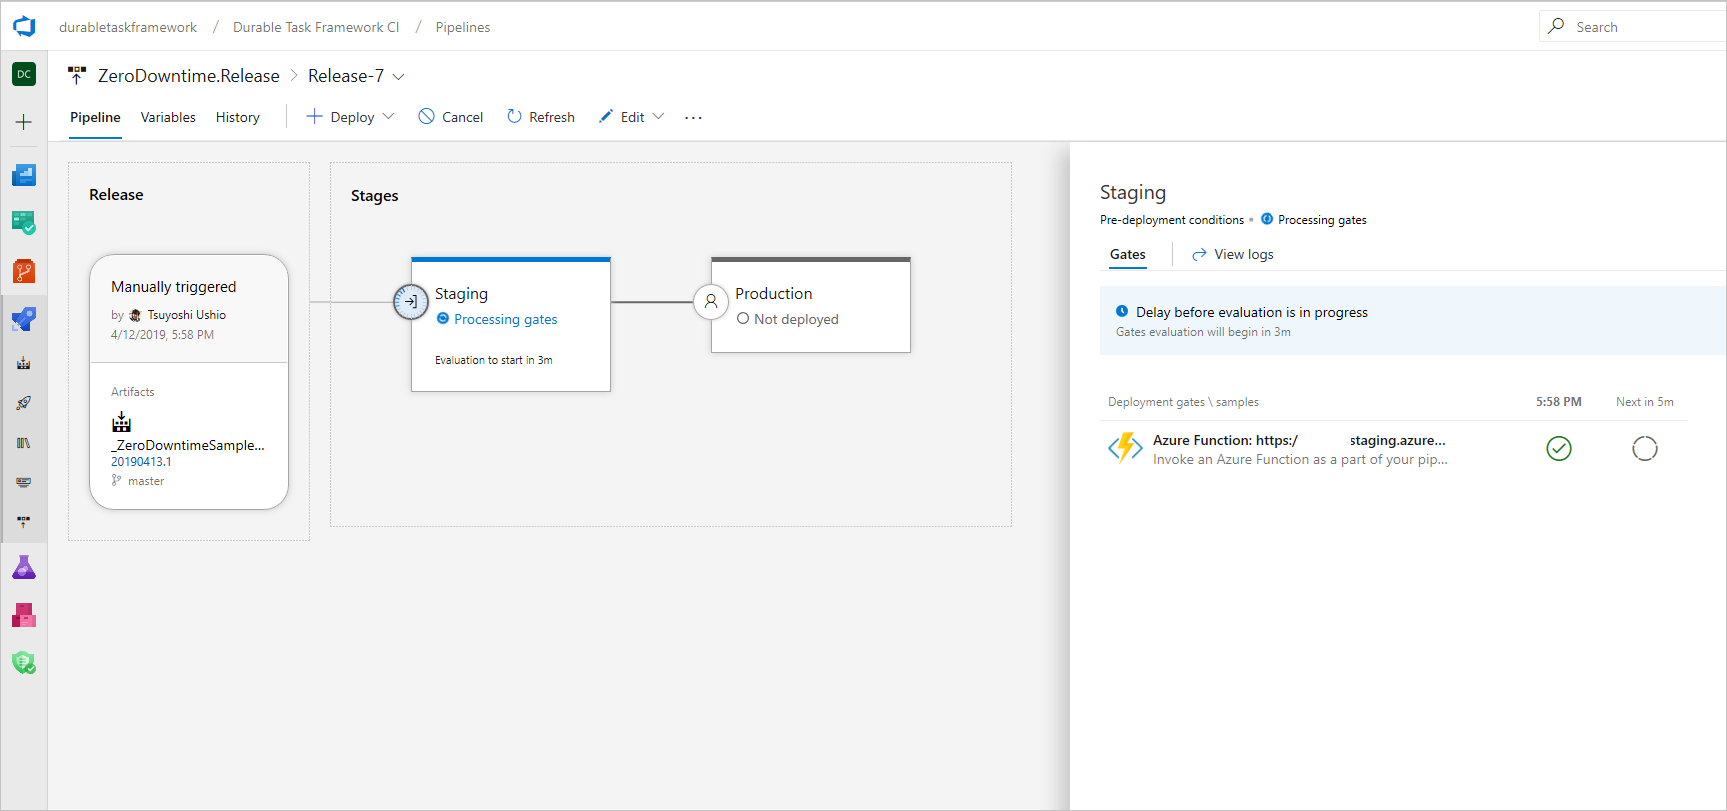 durabletaskframework / Durable Task Framework CI / Pipelines
Search
DC
ZeroDowntime.Release > Release-7
Pipeline Variables History
Deploy Cancel Refresh Edit ...
Release
Manually triggered
by Tsuyoshi Ushio
4/12/2019, 5:58 PM
Artifacts
_ZeroDowntimeSample...
20190413.1
master
Stages
Staging
Processing gates
Evaluation to start in 3m
Production
Not deployed
Staging
Pre-deployment conditions • Processing gates
Gates View logs
Delay before evaluation is in progress
Gates evaluation will begin in 3m
Deployment gates \ samples 5:58 PM Next in 5m
Azure Function: https:/ staging.azure...
Invoke an Azure Function as a part of your pip...